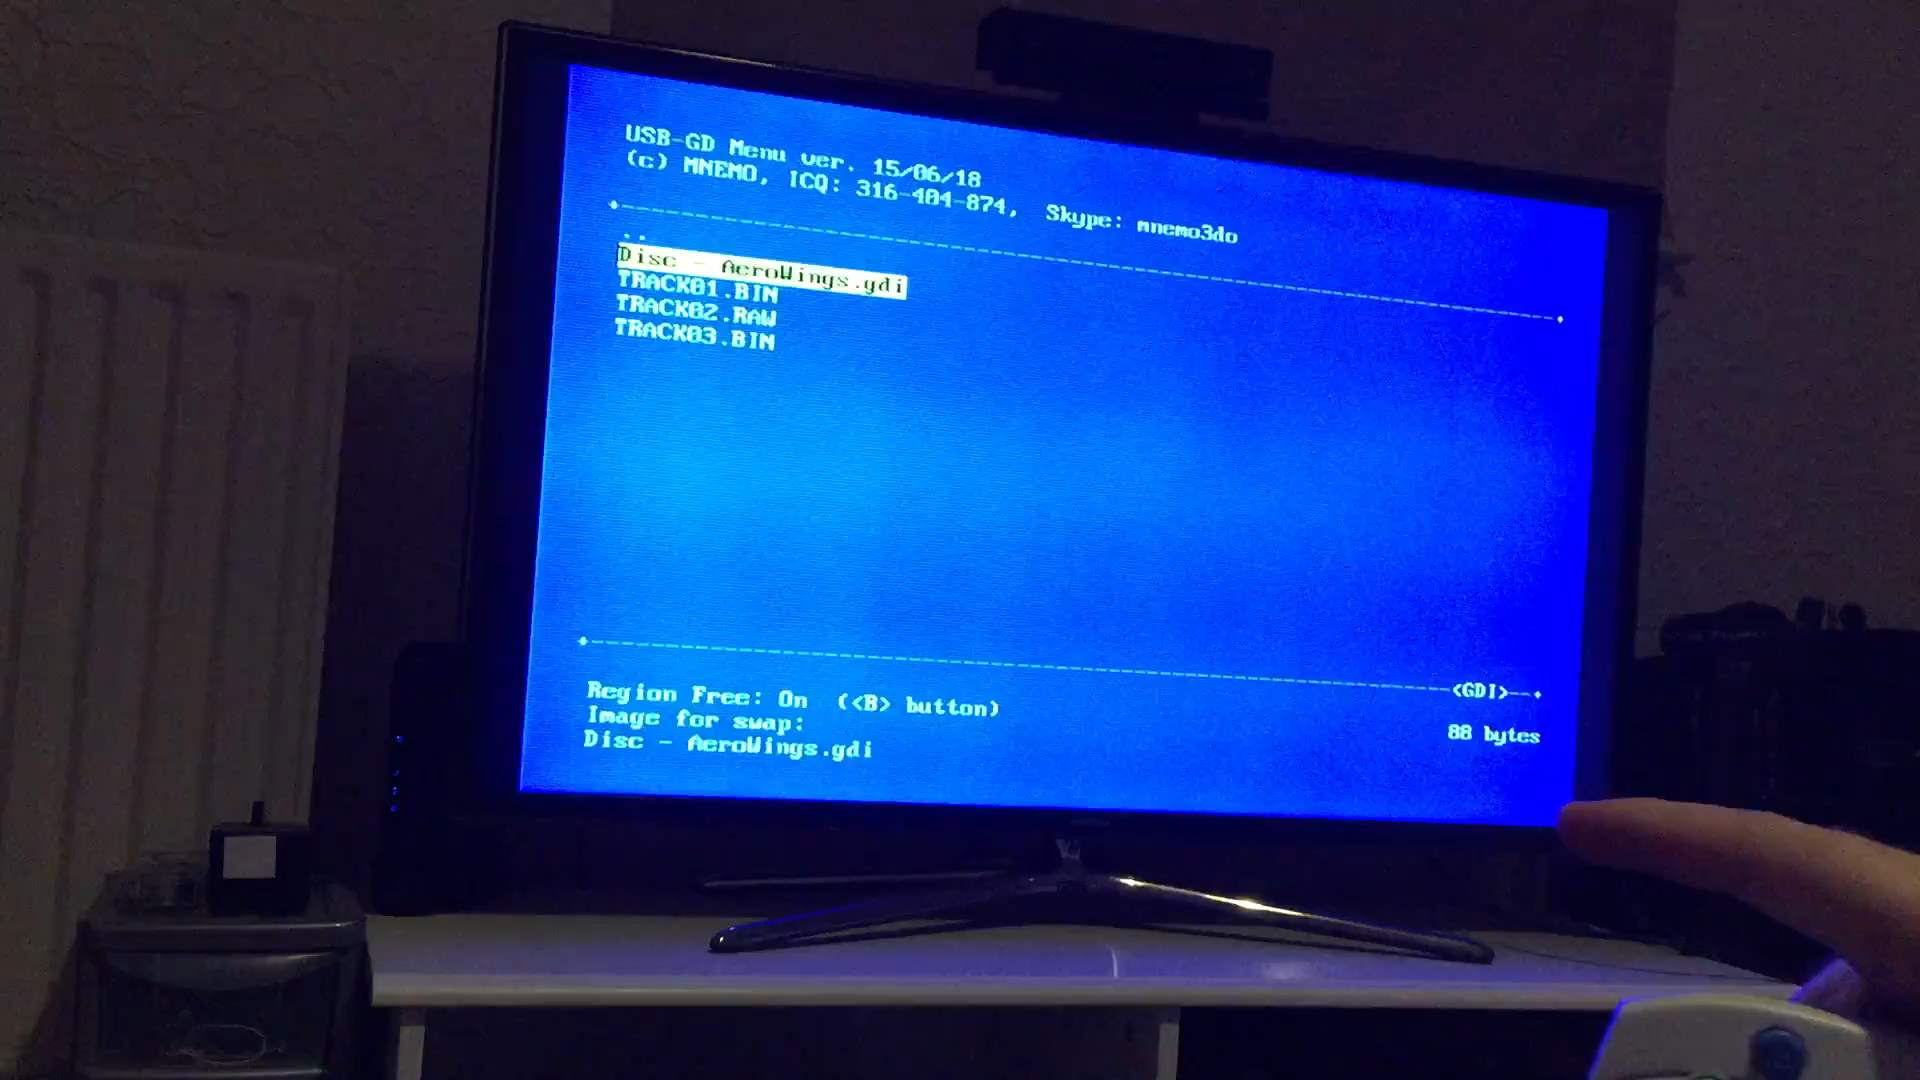 USB-GD Menu ver. 15/06/18
(c) MNEMO, ICQ: 316-404-874, Skype: mnemo3do
..
Disc - AeroWings.gdi
TRACK01.BIN
TRACK02.RAW
TRACK03.BIN
<GDI>
Region Free: On (<B> button)
88 bytes
Image for swap:
Disc - AeroWings.gdi